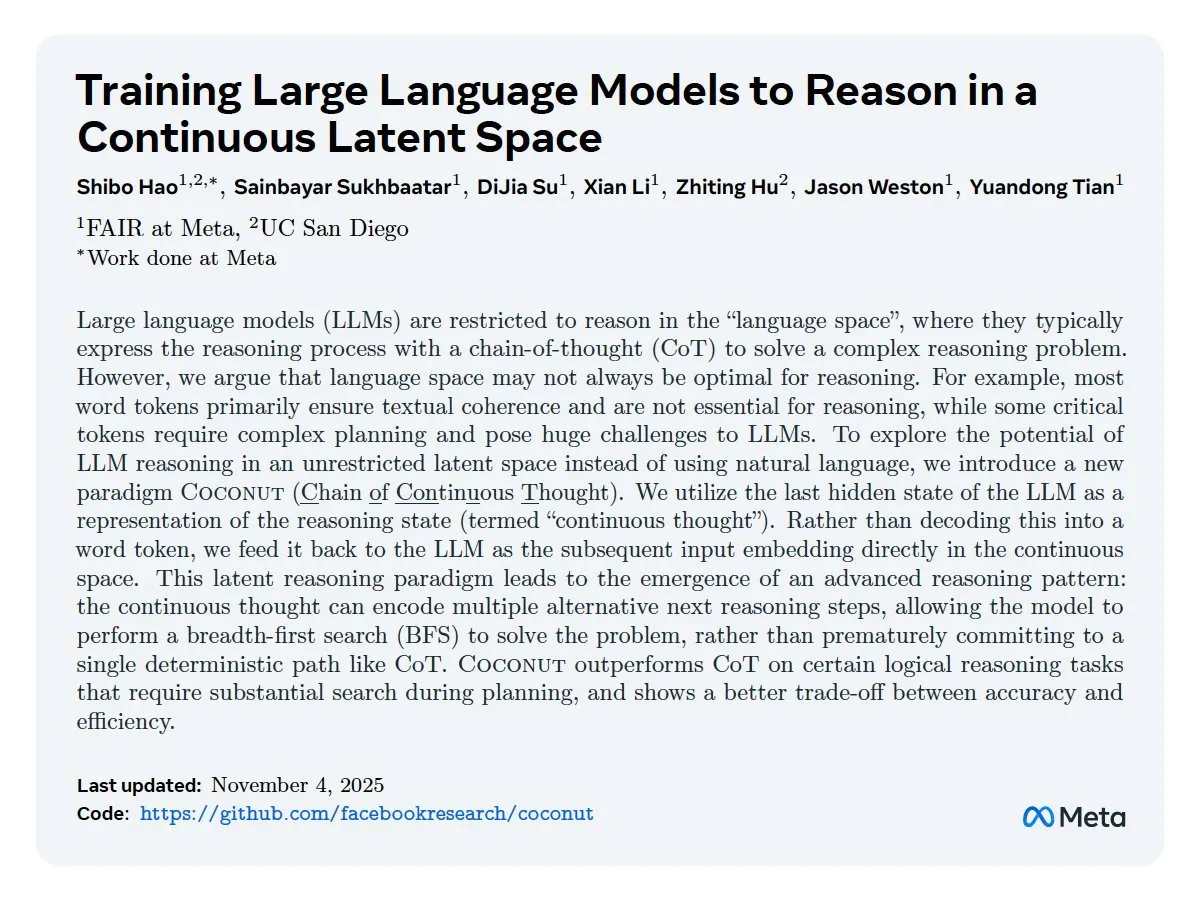 Training Large Language Models to Reason in a
Continuous Latent Space
Shibo Hao1,2,*, Sainbayar Sukhbaatar1, DiJia Su1, Xian Li1, Zhiting Hu2, Jason Weston1, Yuandong Tian1
1FAIR at Meta, 2UC San Diego
*Work done at Meta
Large language models (LLMs) are restricted to reason in the “language space”, where they typically
express the reasoning process with a chain-of-thought (CoT) to solve a complex reasoning problem.
However, we argue that language space may not always be optimal for reasoning. For example, most
word tokens primarily ensure textual coherence and are not essential for reasoning, while some critical
tokens require complex planning and pose huge challenges to LLMs. To explore the potential of
LLM reasoning in an unrestricted latent space instead of using natural language, we introduce a new
paradigm COCONUT (Chain of Continuous Thought). We utilize the last hidden state of the LLM as a
representation of the reasoning state (termed “continuous thought”). Rather than decoding this into a
word token, we feed it back to the LLM as the subsequent input embedding directly in the continuous
space. This latent reasoning paradigm leads to the emergence of an advanced reasoning pattern:
the continuous thought can encode multiple alternative next reasoning steps, allowing the model to
perform a breadth-first search (BFS) to solve the problem, rather than prematurely committing to a
single deterministic path like CoT. COCONUT outperforms CoT on certain logical reasoning tasks
that require substantial search during planning, and shows a better trade-off between accuracy and
efficiency.
Last updated: November 4, 2025
Code: https://github.com/facebookresearch/coconut
Meta